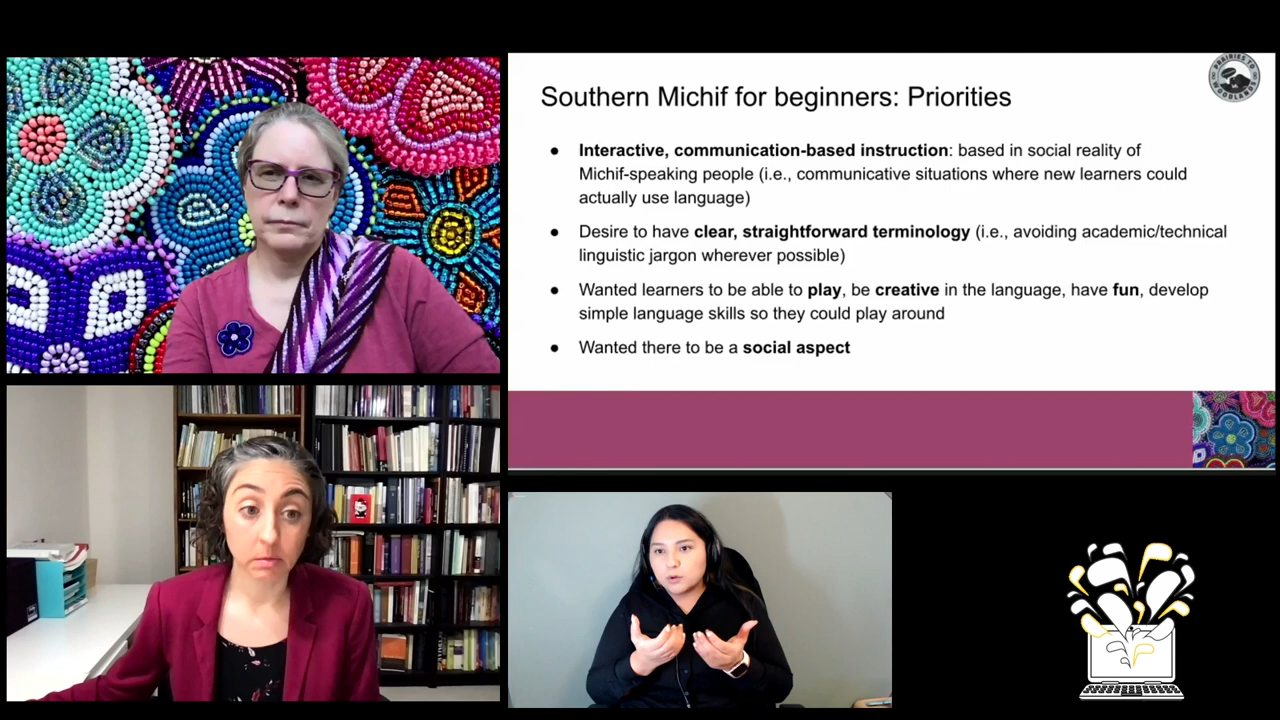 Southern Michif for beginners: Priorities
PRAIRIES TO
WOODLANDS
● Interactive, communication-based instruction: based in social reality of
Michif-speaking people (i.e., communicative situations where new learners could
actually use language)
● Desire to have clear, straightforward terminology (i.e., avoiding academic/technical
linguistic jargon wherever possible)
● Wanted learners to be able to play, be creative in the language, have fun, develop
simple language skills so they could play around
● Wanted there to be a social aspect